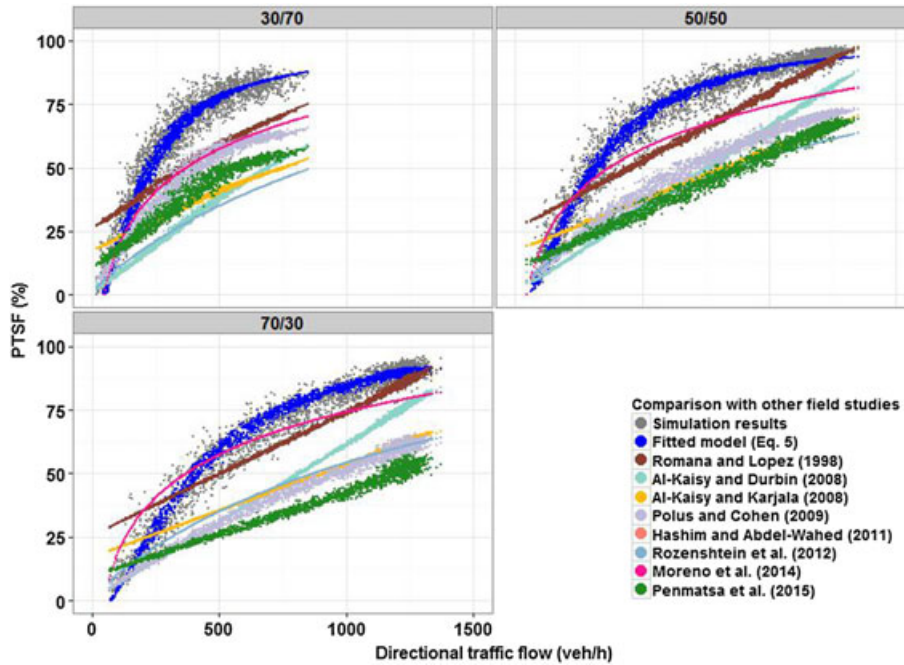 30/70
50/50
100
75
50
25
0
PTSF (%)
70/30
100
75
50
25
0
0
500
1000
1500
Directional traffic flow (veh/h)
Comparison with other field studies
Simulation results
Fitted model (Eq. 5)
Romana and Lopez (1998)
Al-Kaisy and Durbin (2008)
Al-Kaisy and Karjala (2008)
Polus and Cohen (2009)
Hashim and Abdel-Wahed (2011)
Rozenshtein et al. (2012)
Moreno et al. (2014)
Penmatsa et al. (2015)